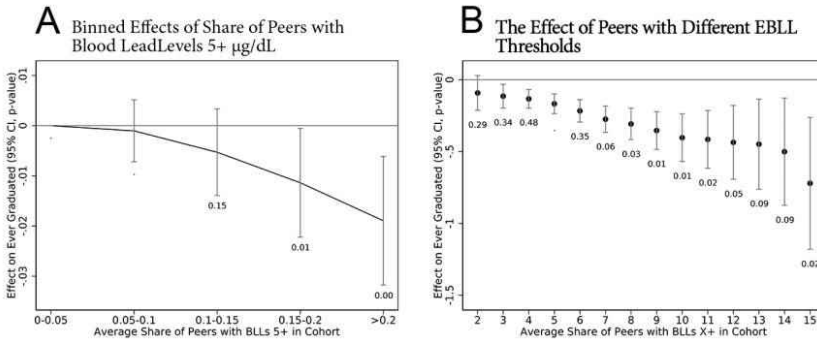 A
Binned Effects of Share of Peers with
Blood LeadLevels 5+ µg/dL
Effect on Ever Graduated (95% CI, p-value)
.01
0
-.01
-.02
-.03
0.15
0.01
0.00
0-0.05 0.05-0.1 0.1-0.15 0.15-0.2 >0.2
Average Share of Peers with BLLs 5+ in Cohort
B
The Effect of Peers with Different EBLL
Thresholds
Effect on Ever Graduated (95% CI, p-value)
0
-.5
-1
-1.5
0.29 0.34 0.48 0.35 0.06 0.03 0.01 0.01 0.02 0.05 0.09 0.09 0.02
2 3 4 5 6 7 8 9 10 11 12 13 14 15
Average Share of Peers with BLLs X+ in Cohort